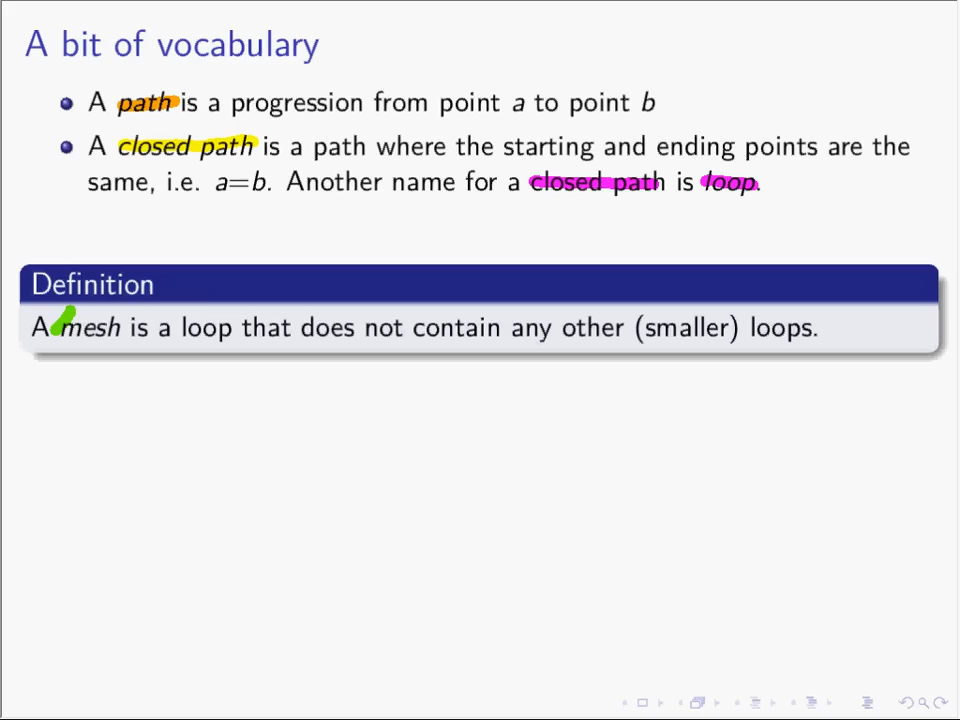 A bit of vocabulary
A path is a progression from point a to point b
A closed path is a path where the starting and ending points are the
same, i.e. a=b. Another name for a closed path is loop.
Definition
A mesh is a loop that does not contain any other (smaller) loops.